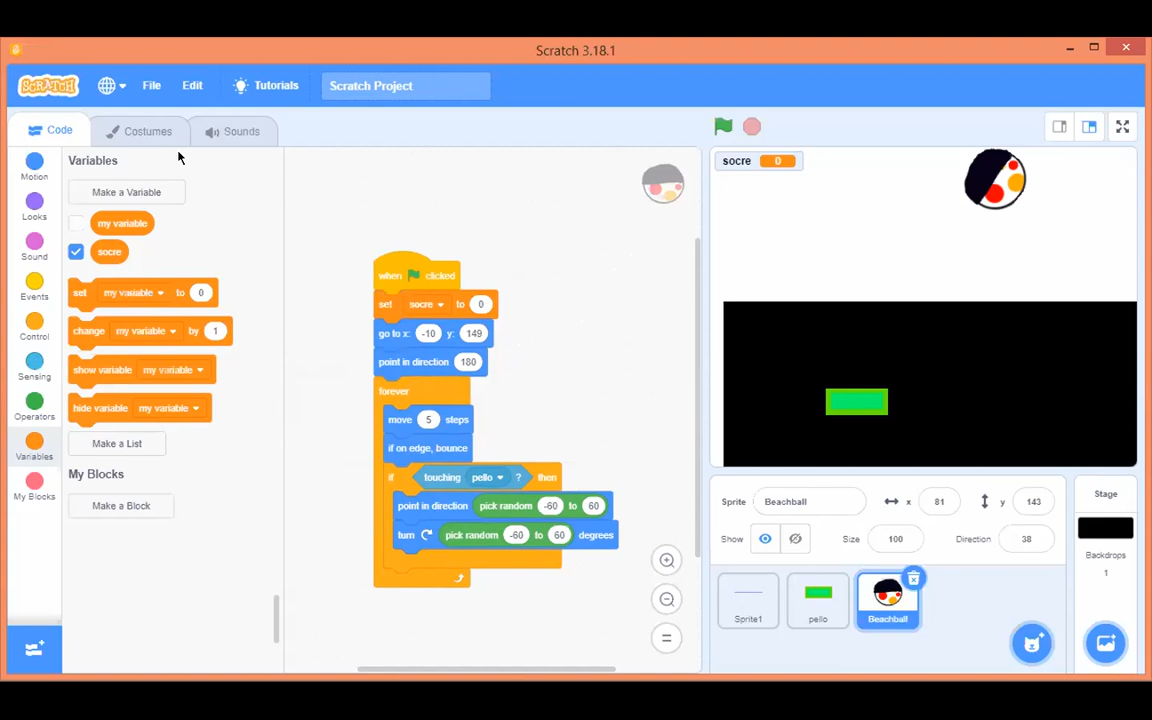 Scratch 3.18.1
SCRATCH File Edit Tutorials Scratch Project
Code Costumes Sounds
Motion
Looks
Sound
Events
Control
Sensing
Operators
Variables
My Blocks
Variables
Make a Variable
my variable
socre
set my variable to 0
change my variable by 1
show variable my variable
hide variable my variable
Make a List
My Blocks
Make a Block
when clicked
set socre to 0
go to x: -10 y: 149
point in direction 180
forever
move 5 steps
if on edge, bounce
if touching pello ? then
point in direction pick random -60 to 60
turn pick random -60 to 60 degrees
socre 0
Sprite Beachball x 81 y 143
Show Size 100 Direction 38
Sprite1
pello
Beachball
Stage
Backdrops
1